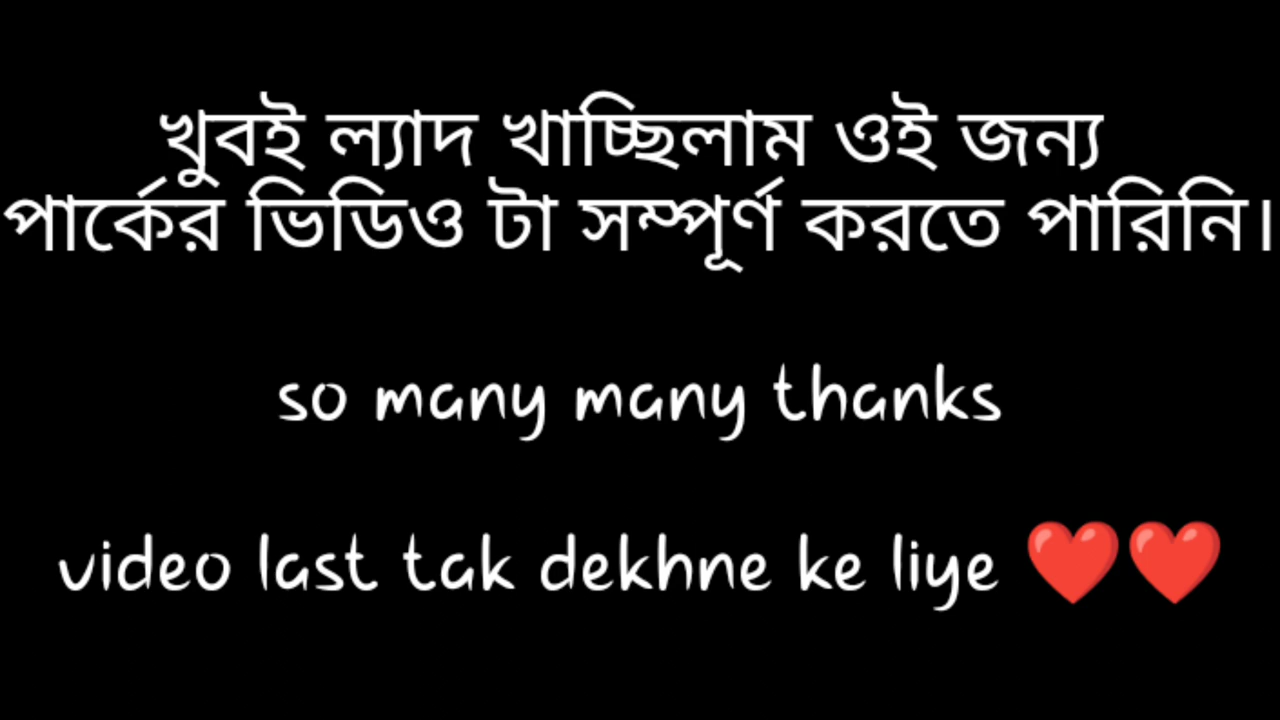 খুবই ল্যাদ খাচ্ছিলাম ওই জন্য
পার্কের ভিডিও টা সম্পূর্ণ করতে পারিনি।
so many many thanks
video last tak dekhne ke liye ❤️❤️